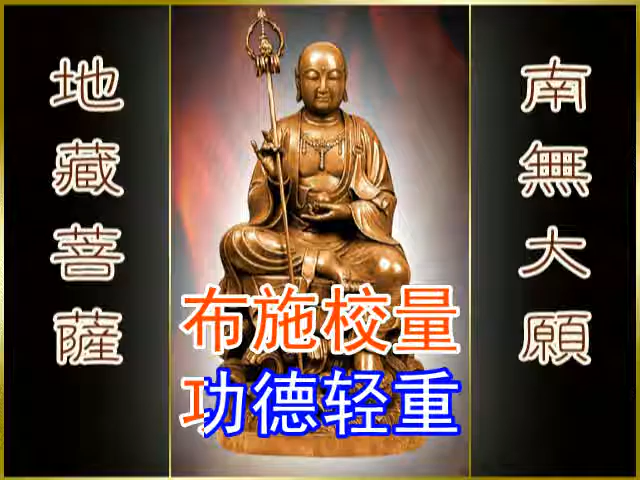 南無大願
地藏菩薩
布施校量
功德轻重